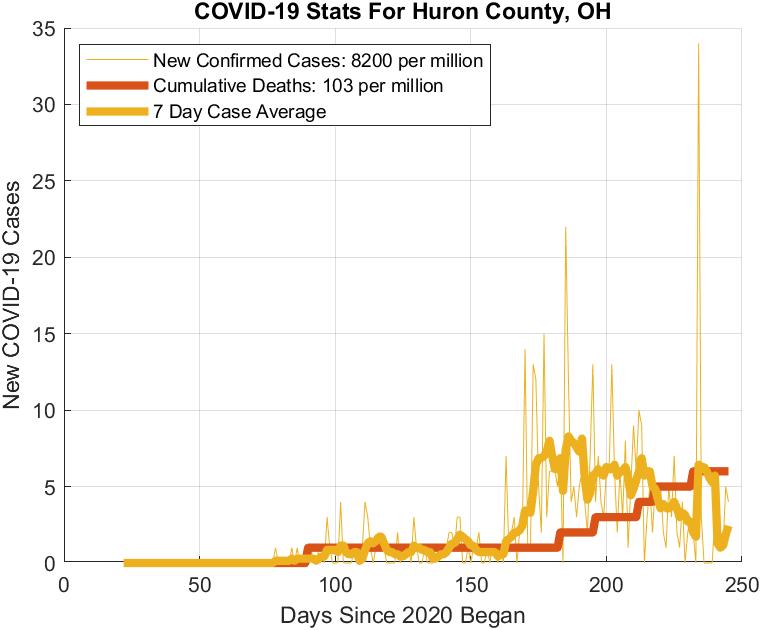 COVID-19 Stats For Huron County, OH
35
New Confirmed Cases: 8200 per million
Cumulative Deaths: 103 per million
7 Day Case Average
30
25
20
15
10
5
0
New COVID-19 Cases
0 50 100 150 200 250
Days Since 2020 Began